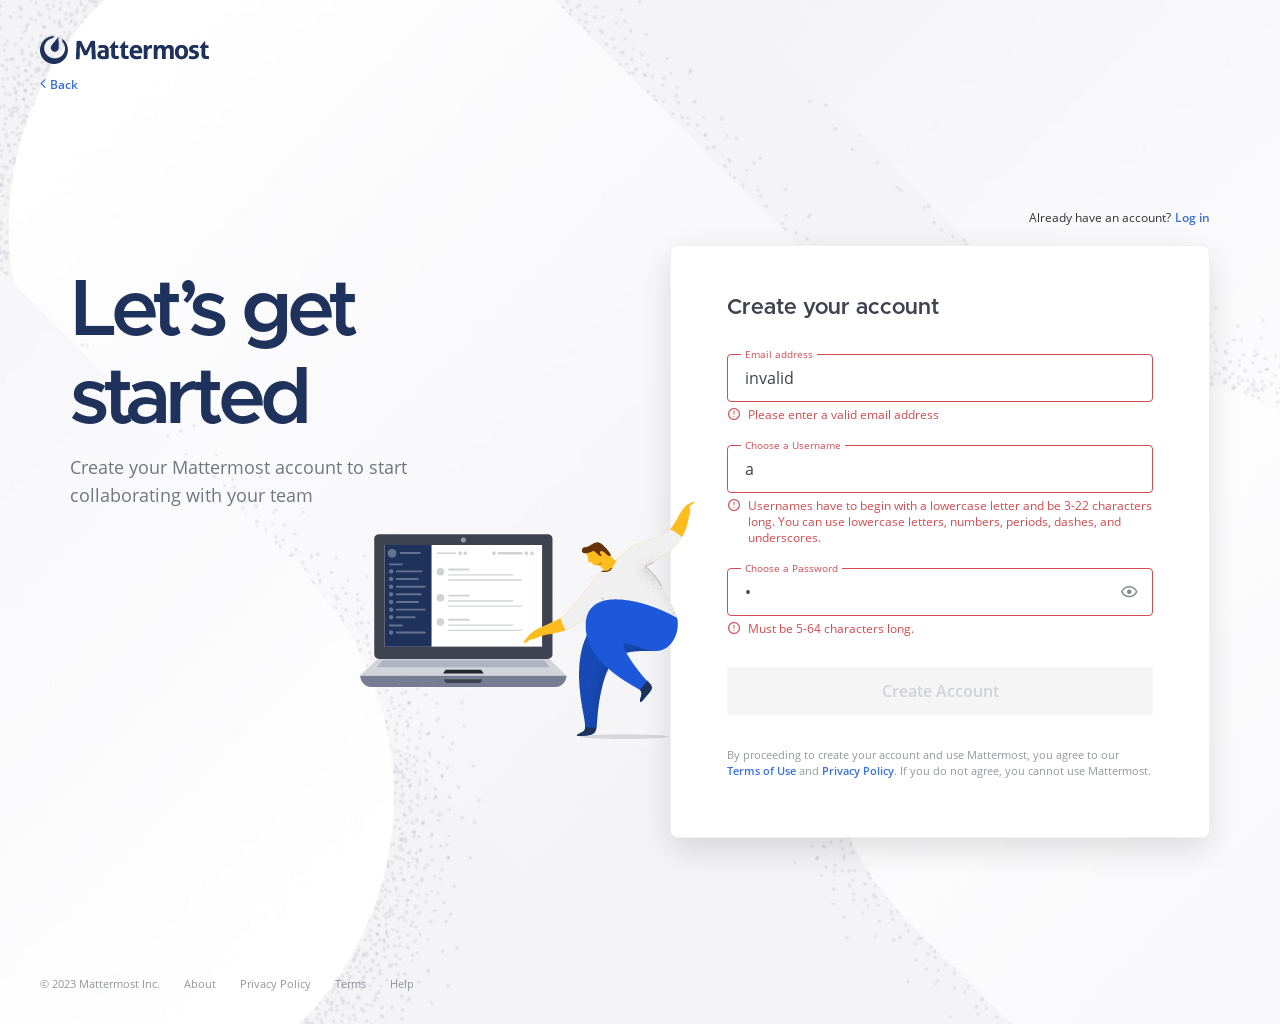 Mattermost
Back
Already have an account? Log in
Let's get
started
Create your Mattermost account to start
collaborating with your team
Create your account
Email address
invalid
Please enter a valid email address
Choose a Username
a
Usernames have to begin with a lowercase letter and be 3-22 characters
long. You can use lowercase letters, numbers, periods, dashes, and
underscores.
Choose a Password
•
Must be 5-64 characters long.
Create Account
By proceeding to create your account and use Mattermost, you agree to our
Terms of Use and Privacy Policy. If you do not agree, you cannot use Mattermost.
© 2023 Mattermost Inc. About Privacy Policy Terms Help